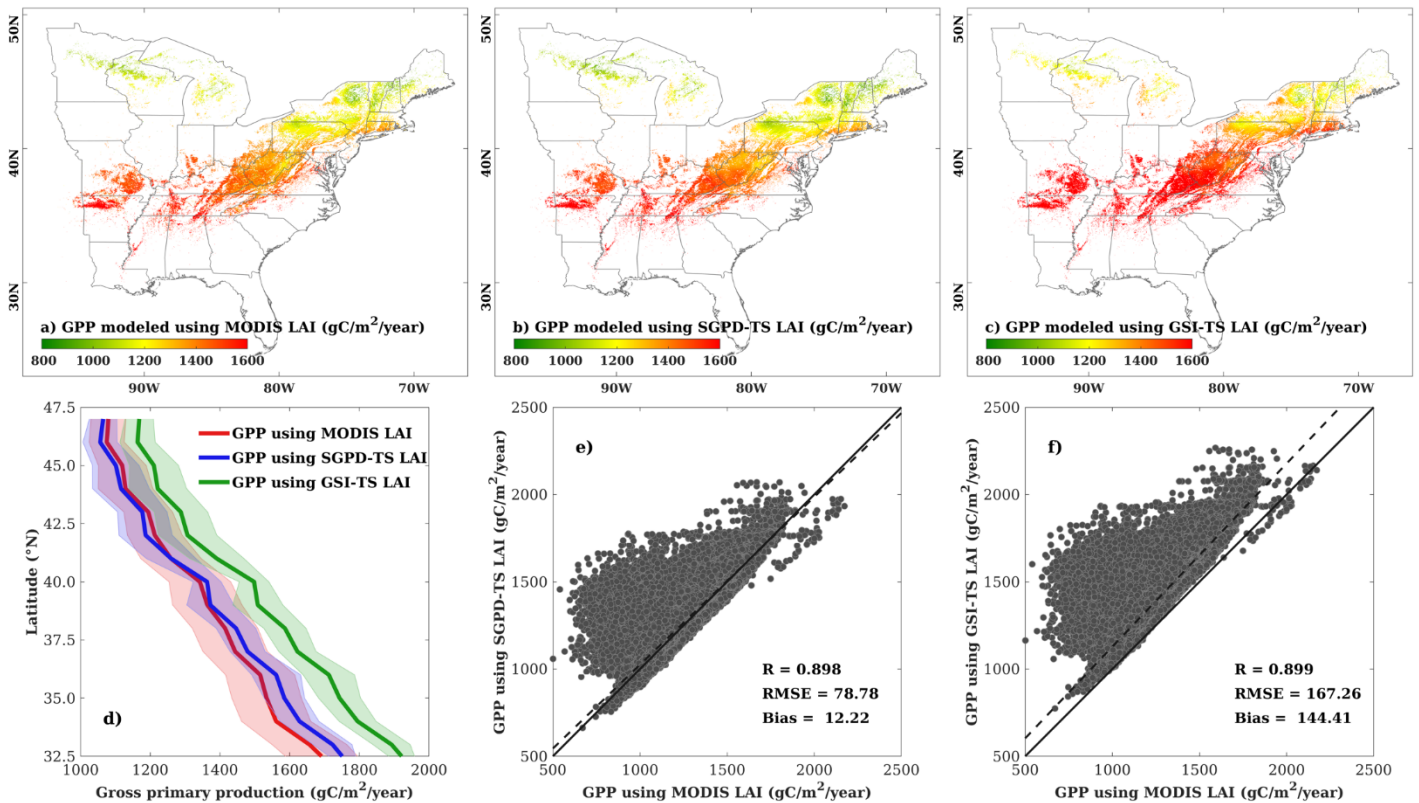 50N
40N
30N
a) GPP modeled using MODIS LAI (gC/m²/year)
800 1000 1200 1400 1600
90W 80W 70W
50N
40N
30N
b) GPP modeled using SGPD-TS LAI (gC/m²/year)
800 1000 1200 1400 1600
90W 80W 70W
50N
40N
30N
c) GPP modeled using GSI-TS LAI (gC/m²/year)
800 1000 1200 1400 1600
90W 80W 70W
47.5
45.0
42.5
40.0
37.5
35.0
32.5
Latitude (°N)
GPP using MODIS LAI
GPP using SGPD-TS LAI
GPP using GSI-TS LAI
d)
1000 1200 1400 1600 1800 2000
Gross primary production (gC/m²/year)
2500
2000
1500
1000
500
GPP using SGPD-TS LAI (gC/m²/year)
e)
R = 0.898
RMSE = 78.78
Bias = 12.22
500 1000 1500 2000 2500
GPP using MODIS LAI (gC/m²/year)
2500
2000
1500
1000
500
GPP using GSI-TS LAI (gC/m²/year)
f)
R = 0.899
RMSE = 167.26
Bias = 144.41
500 1000 1500 2000 2500
GPP using MODIS LAI (gC/m²/year)